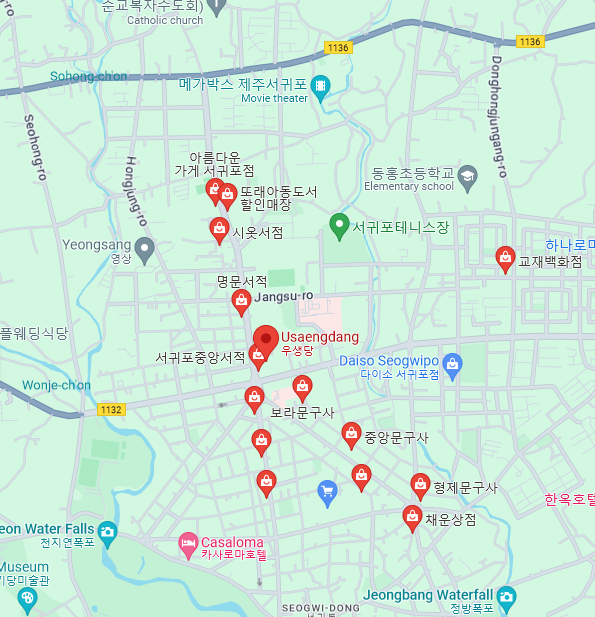 순교복자수도회)
Catholic church
1136
1136
Sohong-ch'on
메가박스 제주서귀포
Movie theater
Donhongjungang-ro
Seohong-ro
Hongjung-ro
아름다운
가게 서귀포점
또래아동도서
할인매장
동홍초등학교
Elementary school
시옷서점
서귀포테니스장
Yeongsang
영상
하나로마
교재백화점
명문서적
Jangsu-ro
플웨딩식당
Usaengdang
우생당
서귀포중앙서적
Daiso Seogwipo
다이소 서귀포점
Wonje-ch'on
1132
보라문구사
중앙문구사
형제문구사
한옥호텔
채운상점
eon Water Falls
천지연폭포
Casaloma
카사로마호텔
Museum
기당미술관
Jeongbang Waterfall
정방폭포
SEOGWI-DONG